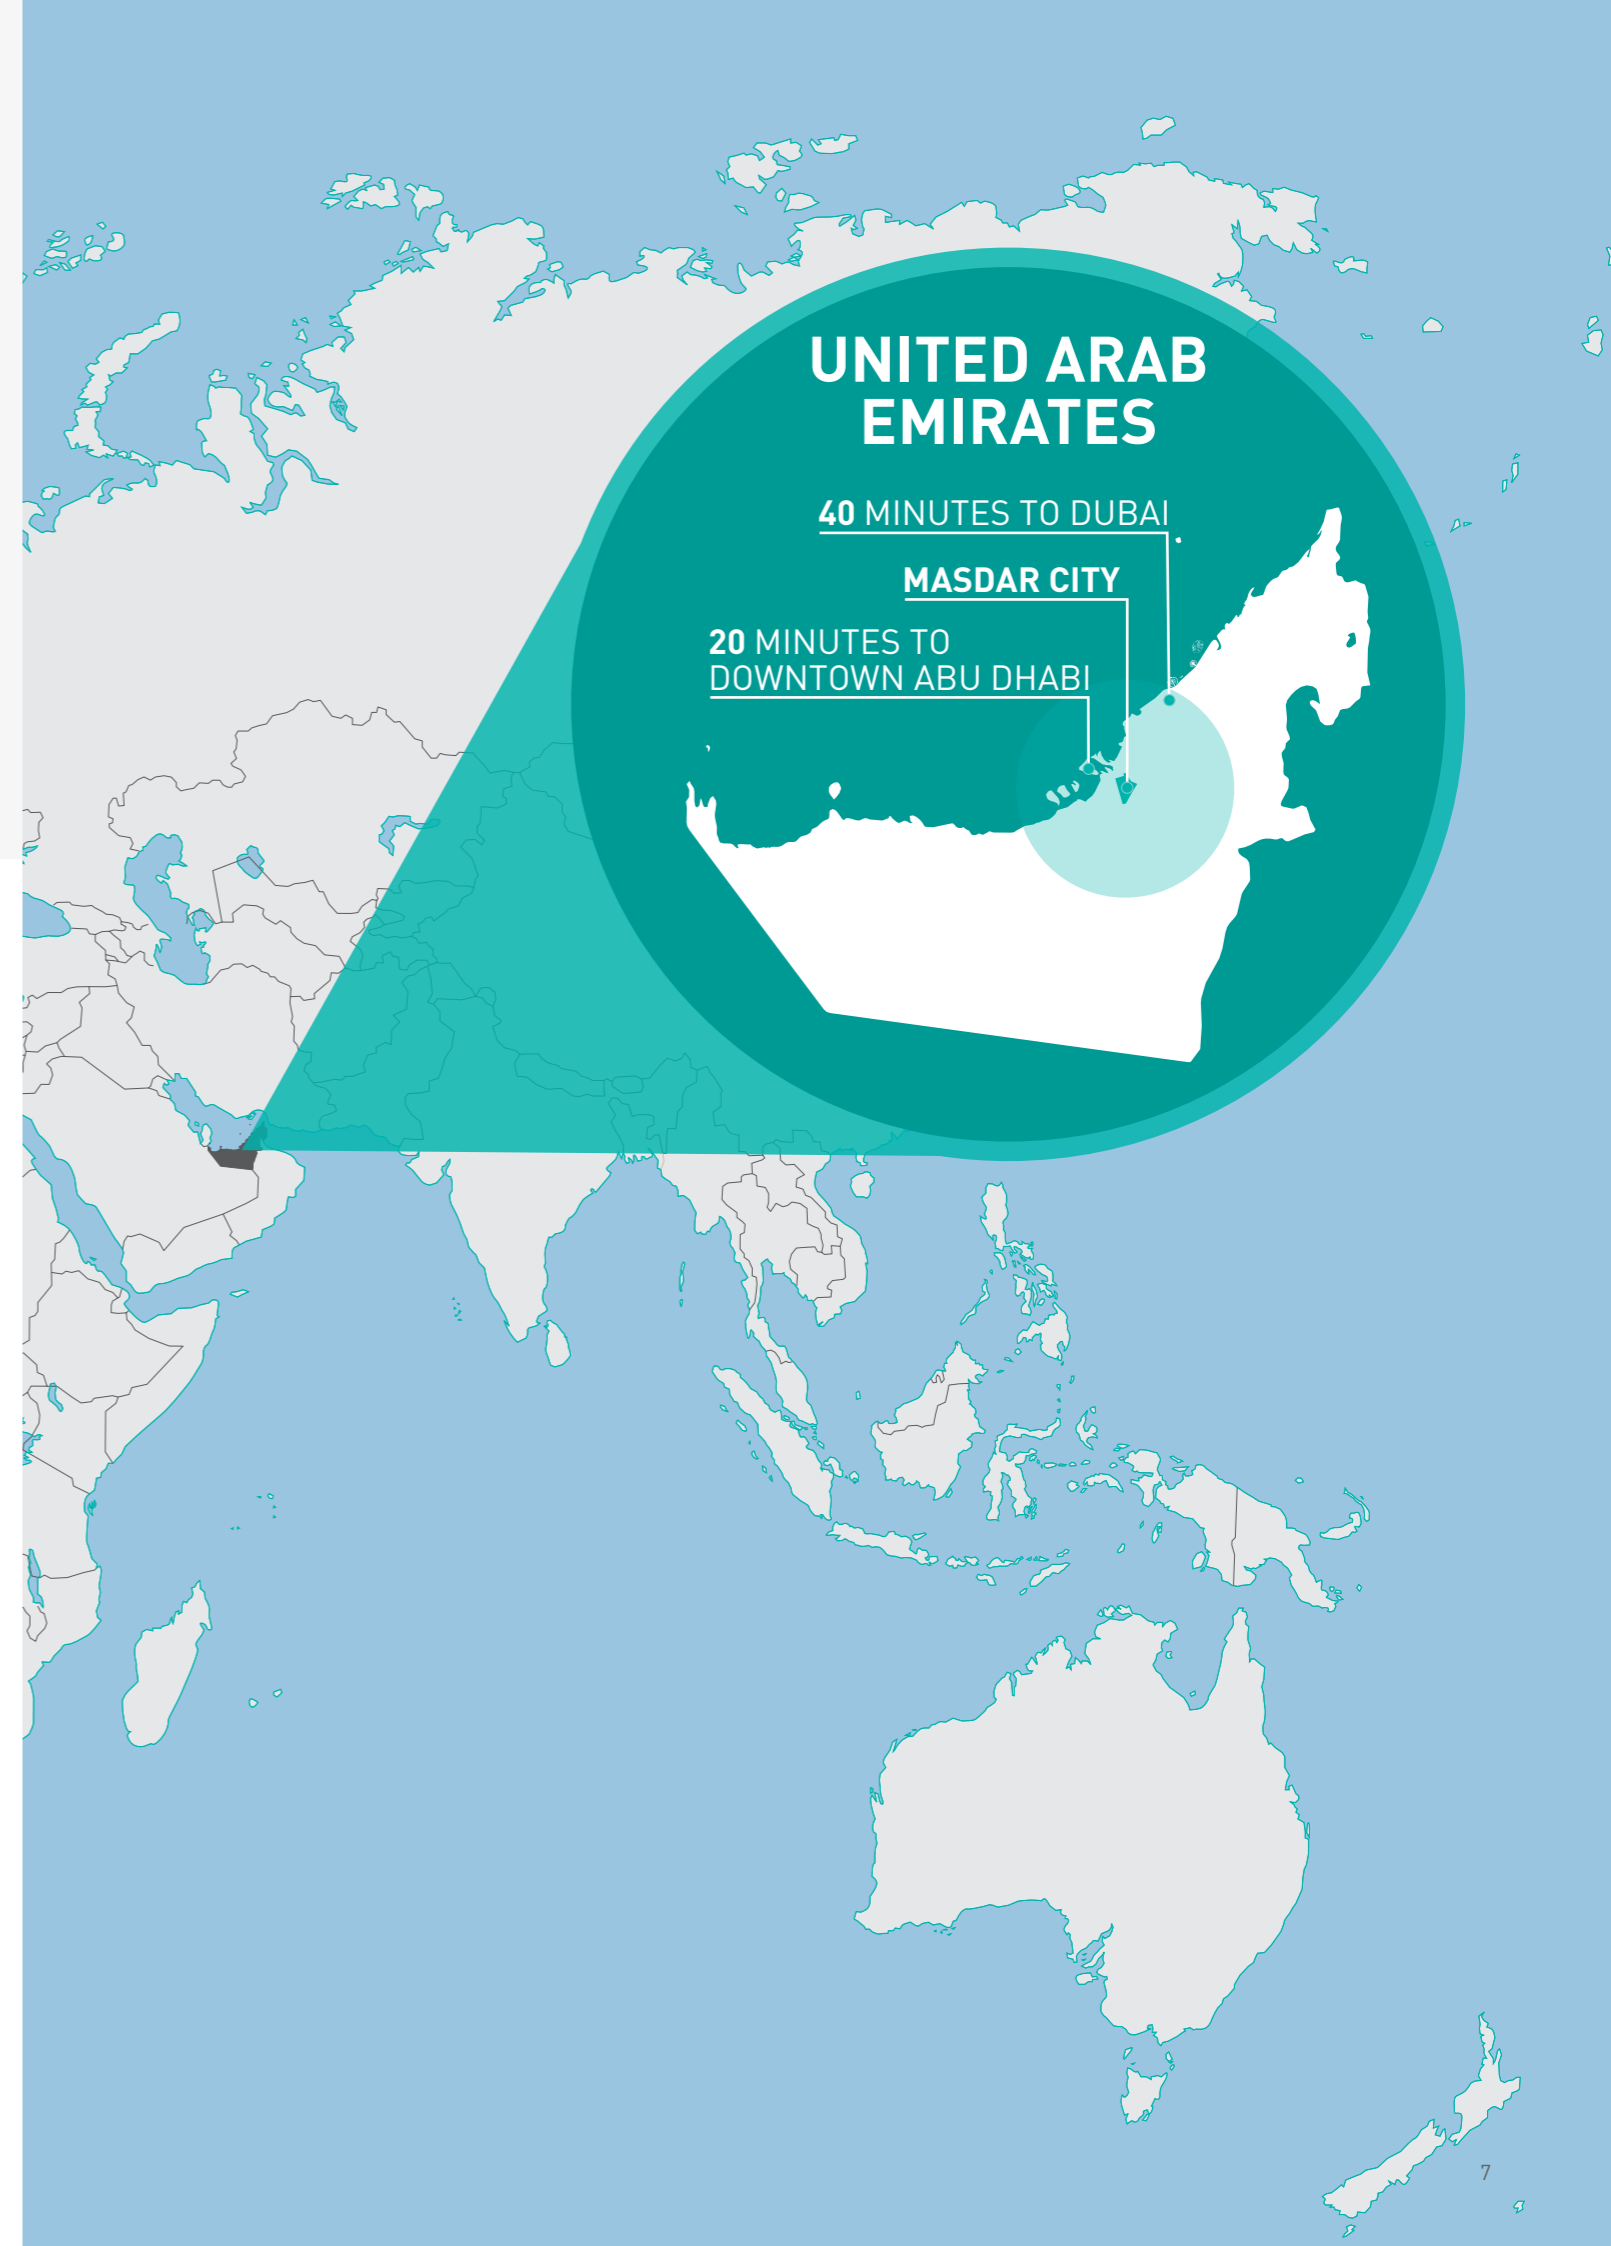 UNITED ARAB
EMIRATES
40 MINUTES TO DUBAI
MASDAR CITY
20 MINUTES TO
DOWNTOWN ABU DHABI
7